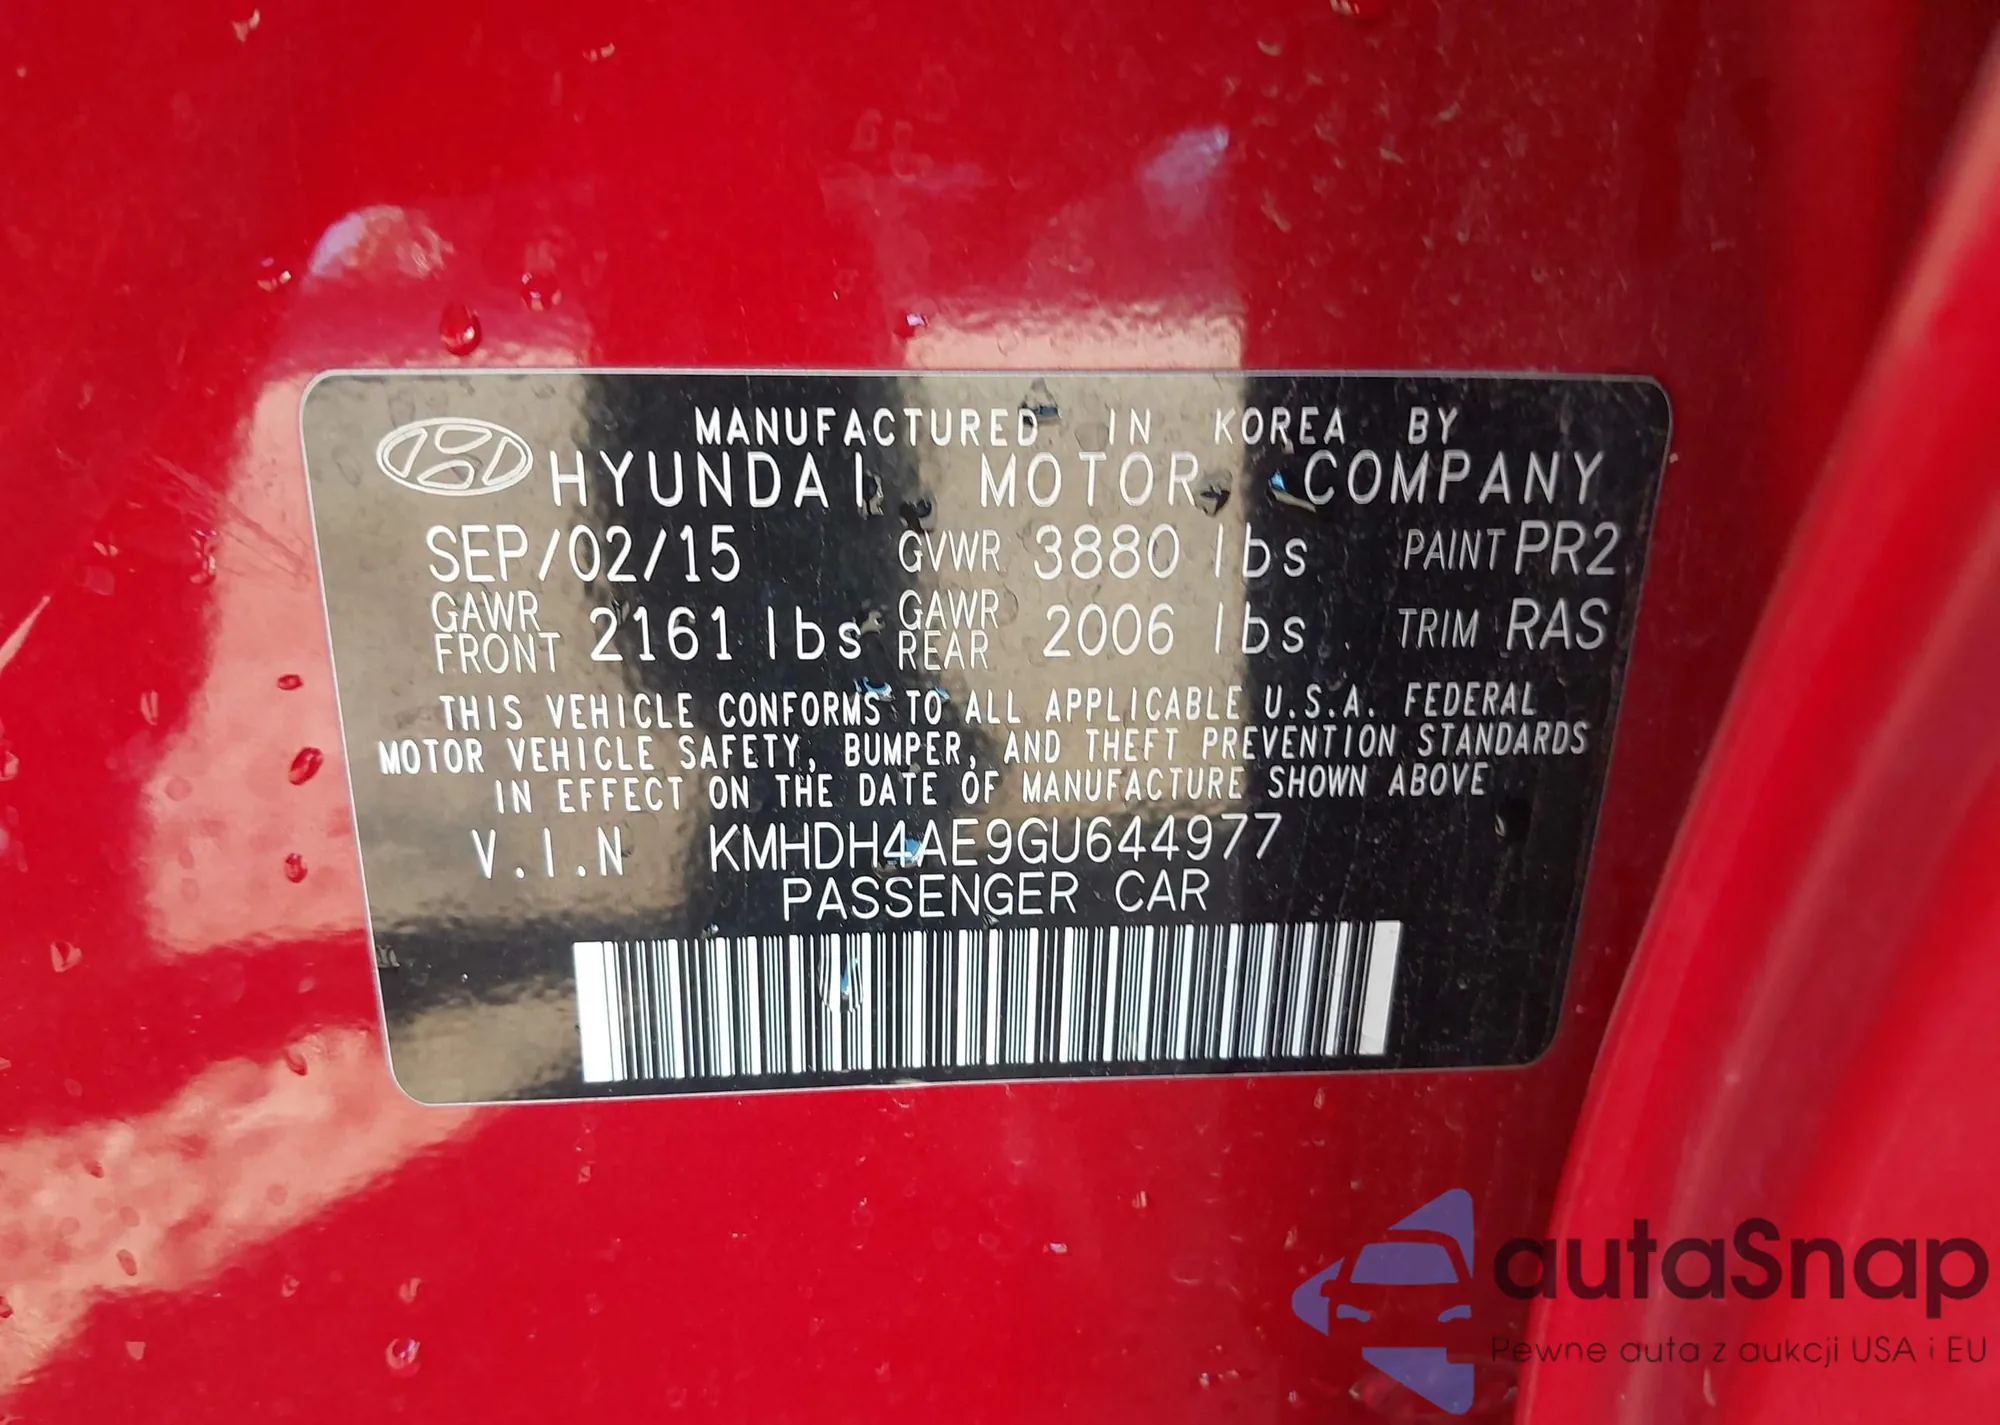 MANUFACTURED IN KOREA BY
HYUNDAI MOTOR COMPANY
SEP/02/15 GVWR 3880 lbs PAINT PR2
GAWR FRONT 2161 lbs GAWR REAR 2006 lbs TRIM RAS
THIS VEHICLE CONFORMS TO ALL APPLICABLE U.S.A. FEDERAL
MOTOR VEHICLE SAFETY, BUMPER, AND THEFT PREVENTION STANDARDS
IN EFFECT ON THE DATE OF MANUFACTURE SHOWN ABOVE
V.I.N KMHDH4AE9GU644977
PASSENGER CAR
autaSnap
Pewne auta z aukcji USA i EU